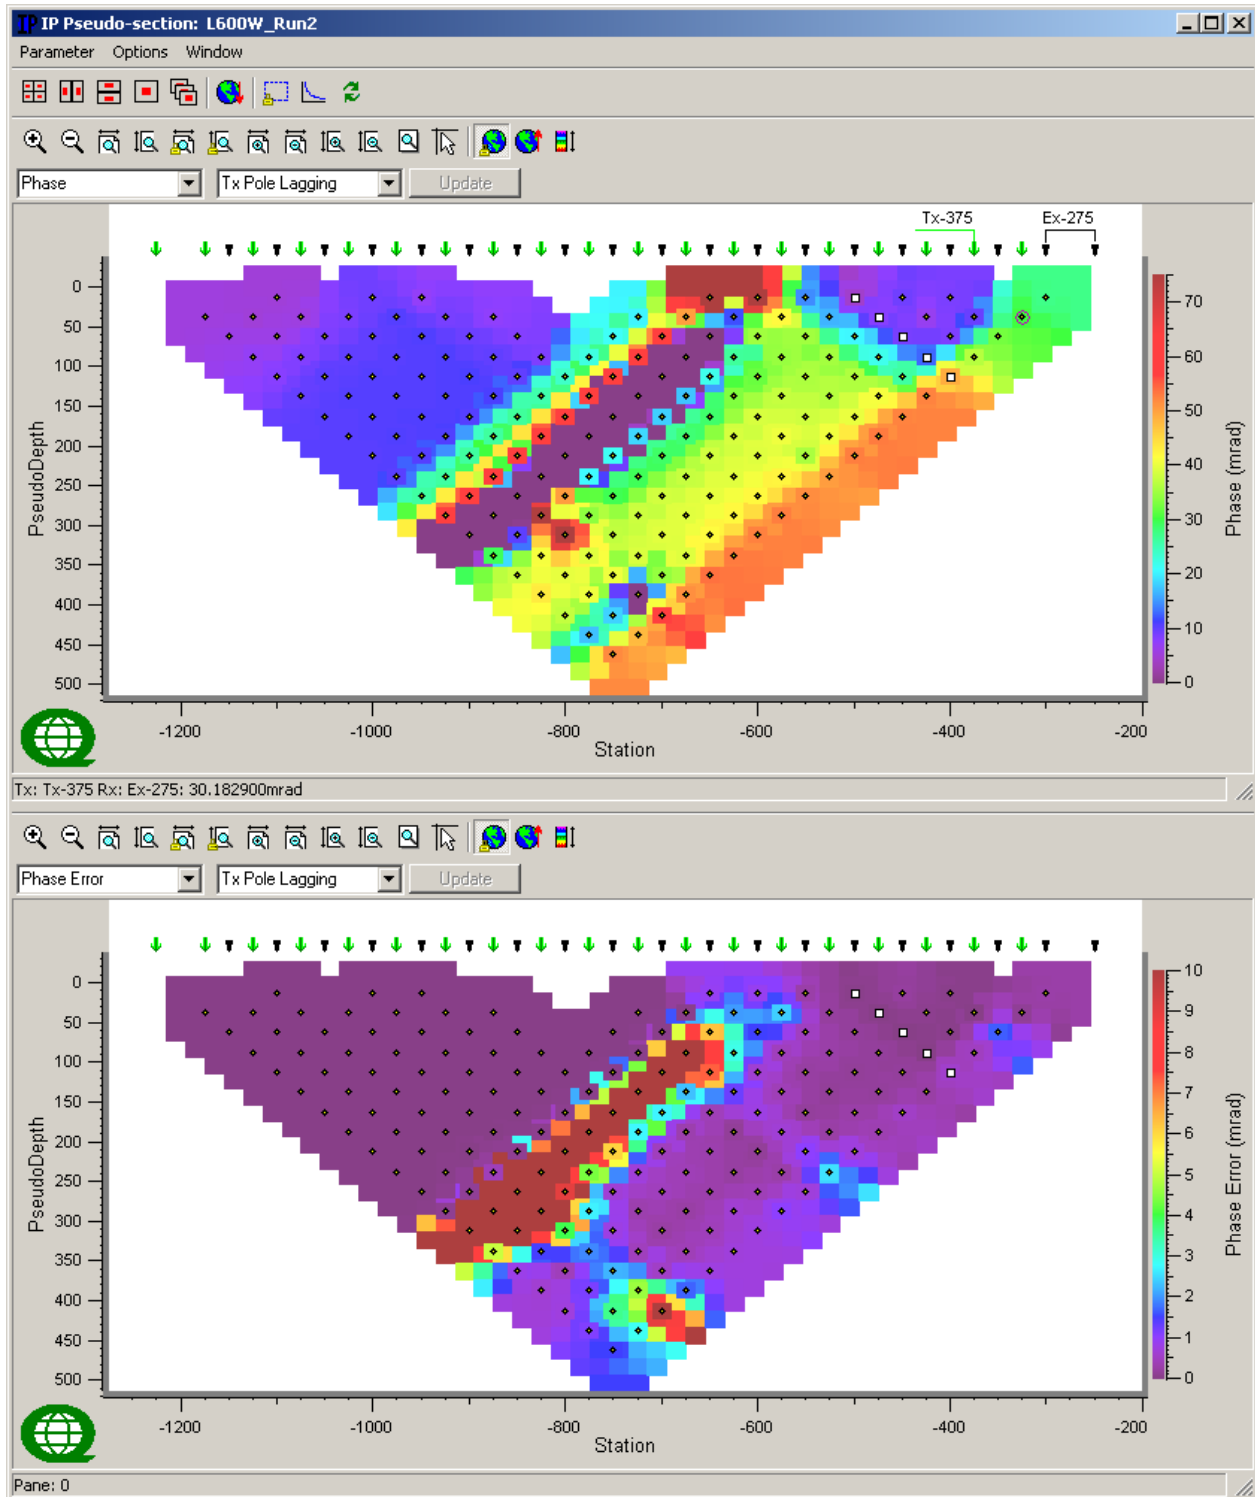 IP IP Pseudo-section: L600W_Run2
Parameter Options Window
Phase Tx Pole Lagging Update
Tx-375 Ex-275
0
50
100
150
200
250
300
350
400
450
500
PseudoDepth
-1200 -1000 -800 -600 -400 -200
Station
70
60
50
40
30
20
10
0
Phase (mrad)
Tx: Tx-375 Rx: Ex-275: 30.182900mrad
Phase Error Tx Pole Lagging Update
0
50
100
150
200
250
300
350
400
450
500
PseudoDepth
-1200 -1000 -800 -600 -400 -200
Station
10
9
8
7
6
5
4
3
2
1
0
Phase Error (mrad)
Pane: 0